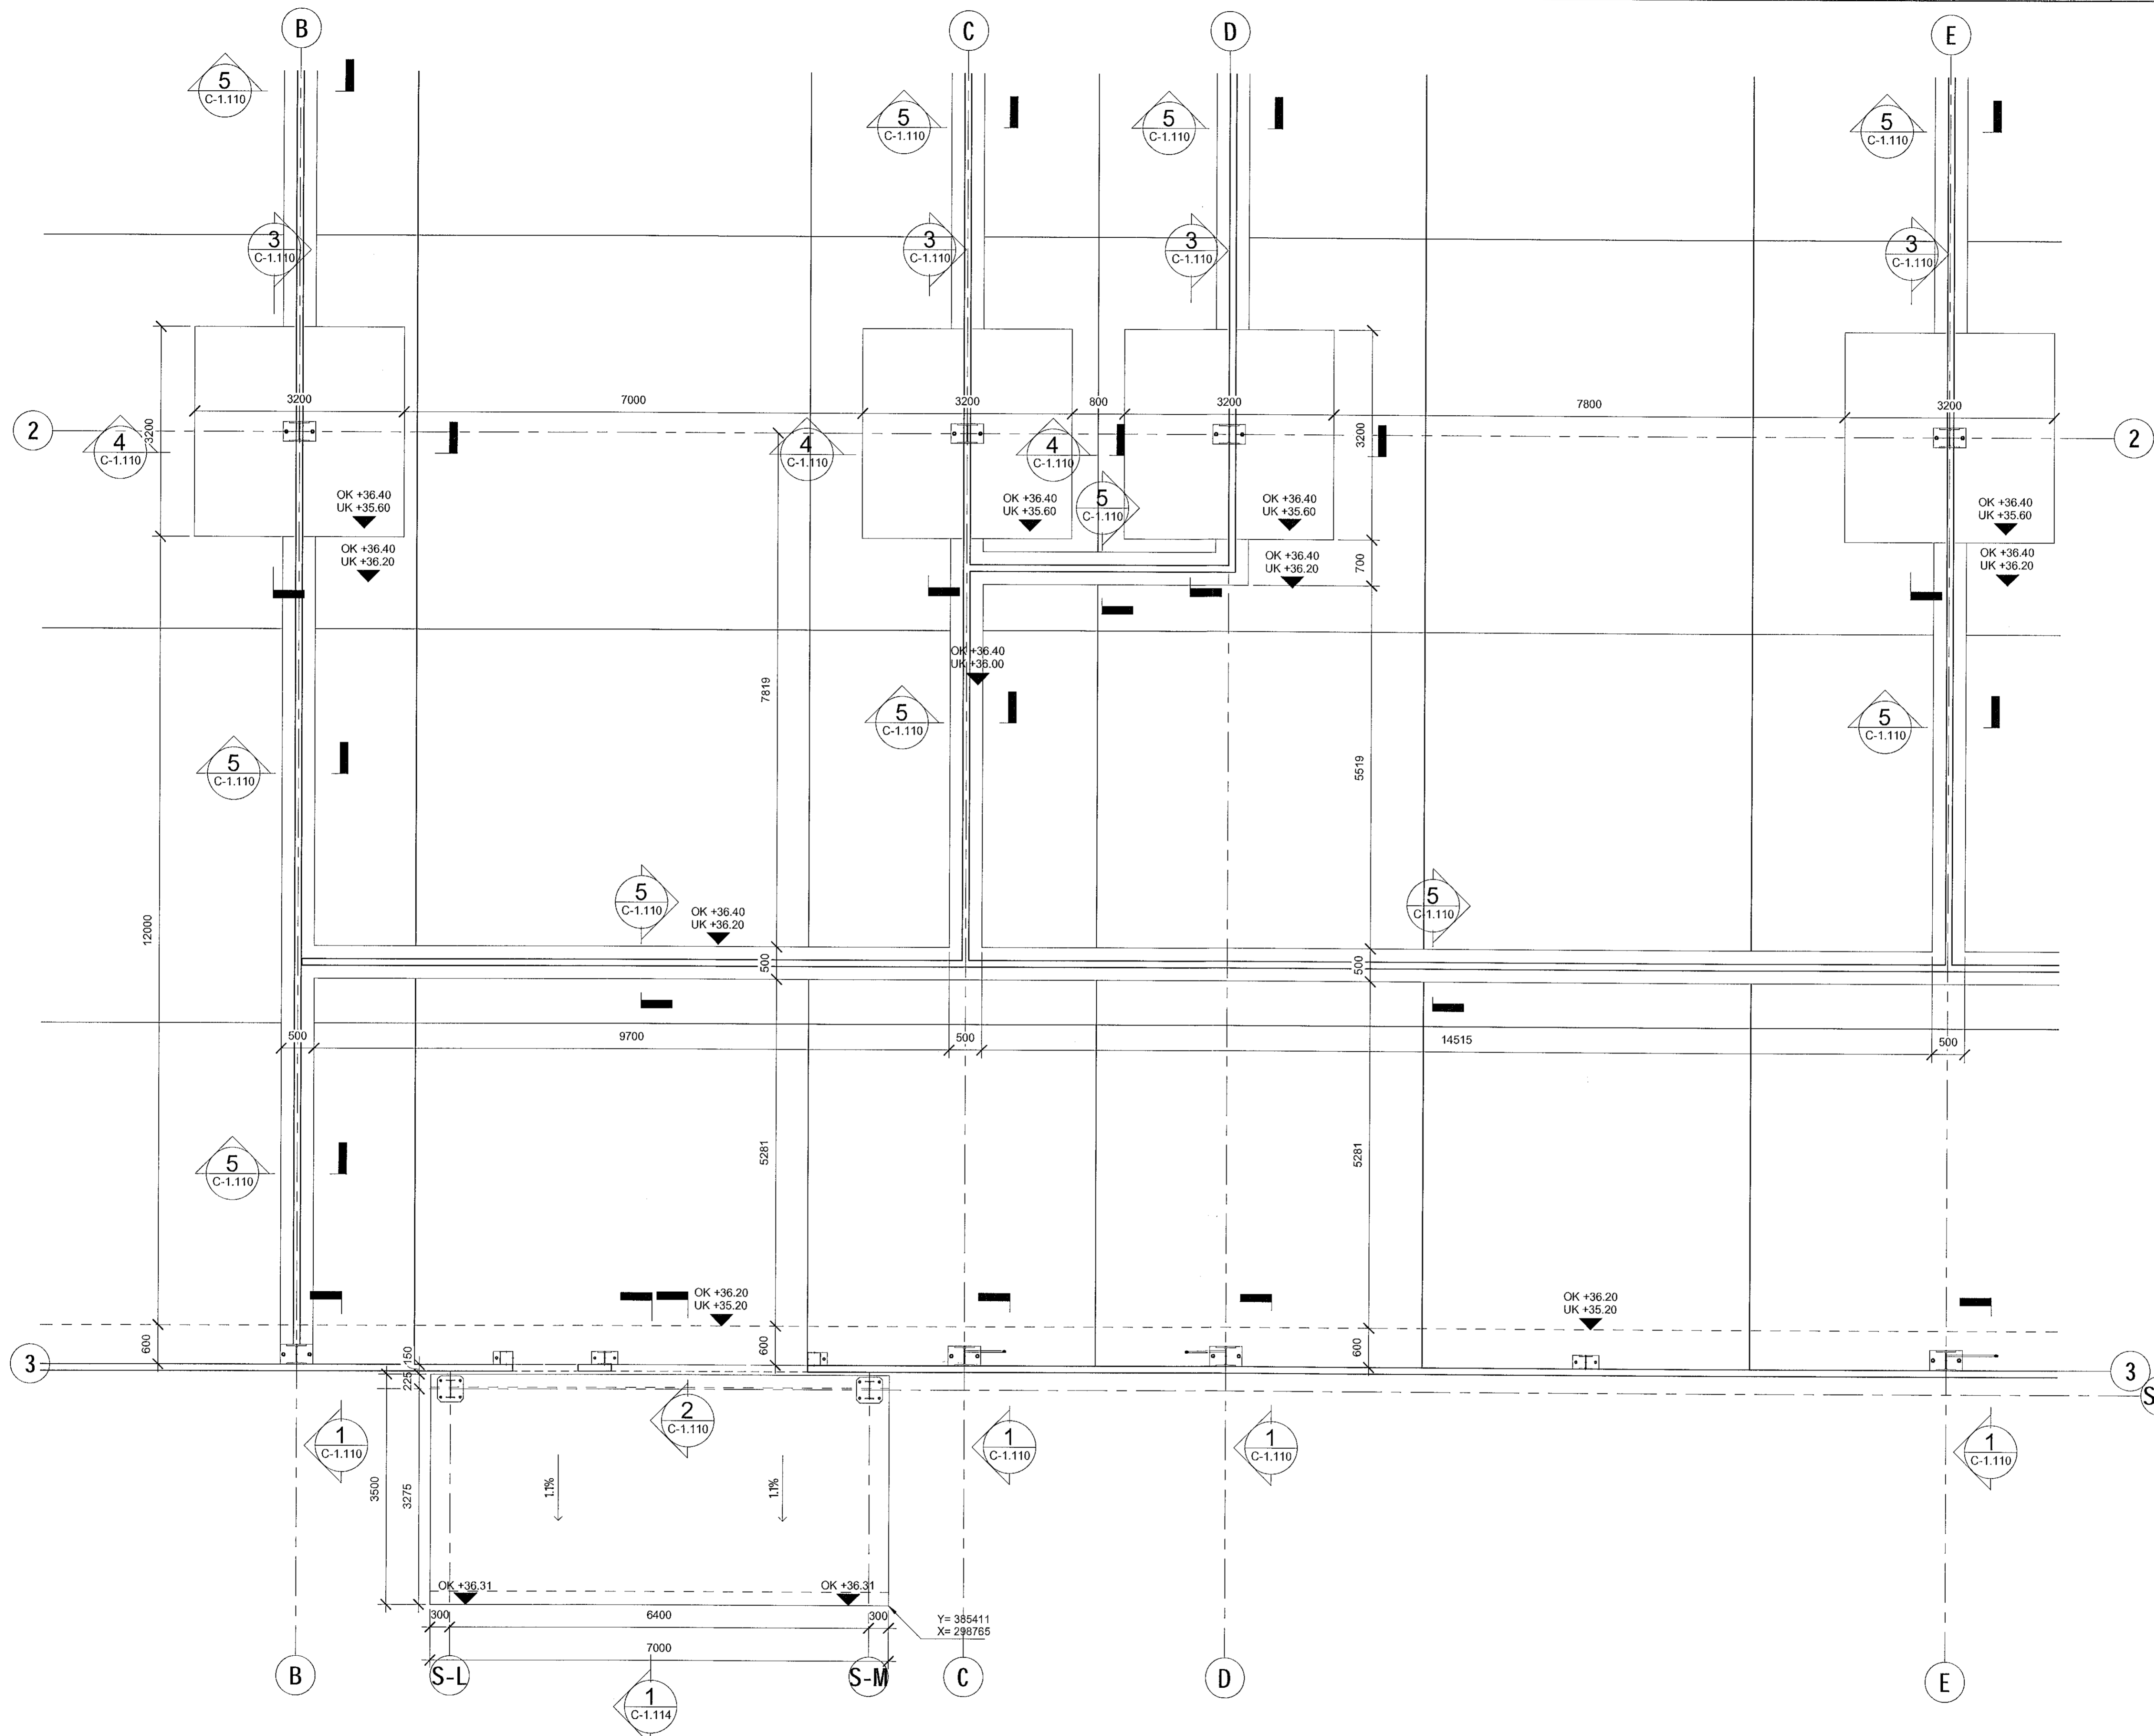 B
C
D
E
5
C-1.110
5
C-1.110
5
C-1.110
5
C-1.110
3
C-1.110
3
C-1.110
3
C-1.110
3
C-1.110
3200
7000
3200
800
3200
7800
3200
2
4
C-1.110
3200
4
C-1.110
4
C-1.110
3200
2
OK +36.40
UK +35.60
OK +36.40
UK +35.60
5
C-1.110
OK +36.40
UK +35.60
OK +36.40
UK +35.60
OK +36.40
UK +36.20
OK +36.40
UK +36.20
700
OK +36.40
UK +36.20
OK +36.40
UK +36.00
7819
5
C-1.110
5
C-1.110
5
C-1.110
5519
12000
5
C-1.110
OK +36.40
UK +36.20
5
C-1.110
500
500
500
9700
500
14515
500
5
C-1.110
5281
5281
OK +36.20
UK +35.20
OK +36.20
UK +35.20
600
600
600
3
150
225
3
S
2
C-1.110
1
C-1.110
1
C-1.110
1
C-1.110
1
C-1.110
3500
3275
1.1%
1.1%
OK +36.31
OK +36.31
300
6400
300
Y= 385411
X= 298765
7000
B
S-L
S-M
C
D
E
1
C-1.114